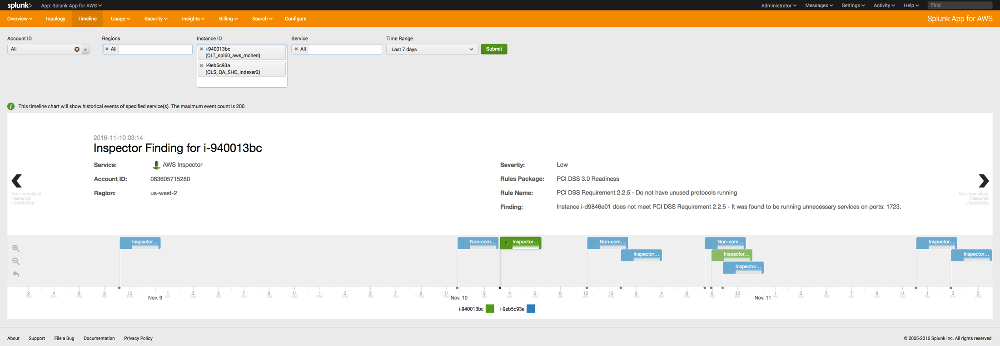 splunk> App: Splunk App for AWS Administrator Messages Settings Activity Help Find
Overview Topology Timeline Usage Security Insights Billing Search Configure Splunk App for AWS
Account ID Regions Instance ID Service Time Range
All All i-940013bc All Last 7 days Submit
(QLT_spl60_aws_mchen)
i-9eb5c93a
(QLS_QA_SHC_Indexer2)
This timeline chart will show historical events of specified service(s). The maximum event count is 200.
2016-11-10 03:14
Inspector Finding for i-940013bc
Service: AWS Inspector Severity: Low
Account ID: 063605715280 Rules Package: PCI DSS 3.0 Readiness
Region: us-west-2 Rule Name: PCI DSS Requirement 2.2.5 - Do not have unused protocols running
Finding: Instance i-d9846e01 does not meet PCI DSS Requirement 2.2.5 - It was found to be running unnecessary services on ports: 1723.
Non-compliant Non-compliant
Resource Resource
i-9eb5c93a i-9eb5c93a
Inspector... Non-com... Inspector... Non-com... Non-com... Inspector...
Inspector... Inspector... Inspector...
Inspector...
2 4 6 8 10 1 3 5 7 9 11 1 3 5 7 9 11 2 4 6 8 10 12 2 4 6 8 10 1 3 5 7 9 11 1 3 5
PM PM PM PM PM AM AM AM AM AM AM PM PM PM PM PM PM AM AM AM AM AM PM PM PM PM PM PM AM AM AM AM AM AM PM PM PM
Nov. 9 Nov. 10 Nov. 11
i-940013bc i-9eb5c93a
About Support File a Bug Documentation Privacy Policy © 2005-2016 Splunk Inc. All rights reserved.